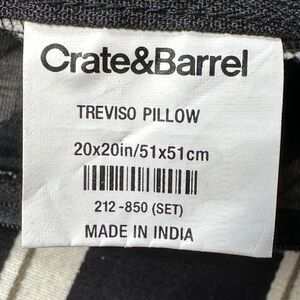 Crate&Barrel
TREVISO PILLOW
20x20in/51x51cm
212-850 (SET)
MADE IN INDIA